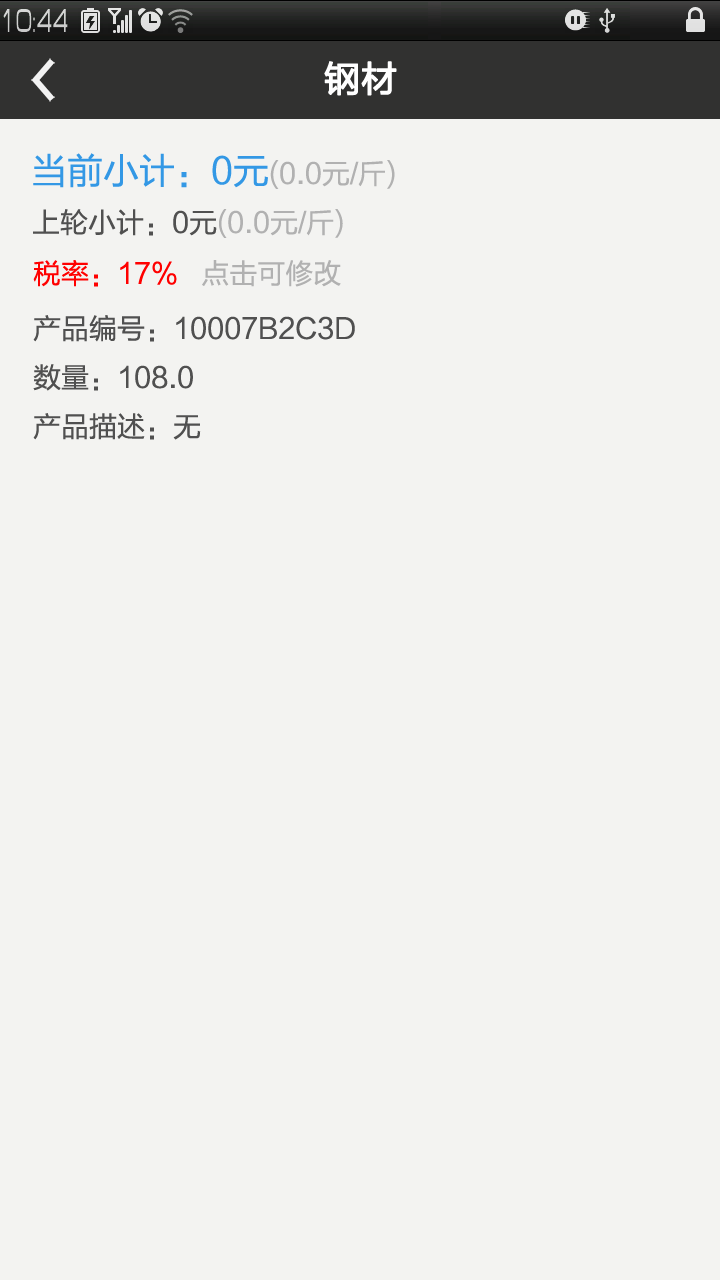 10:44
钢材
当前小计：0元(0.0元/斤)
上轮小计：0元(0.0元/斤)
税率：17% 点击可修改
产品编号：10007B2C3D
数量：108.0
产品描述：无